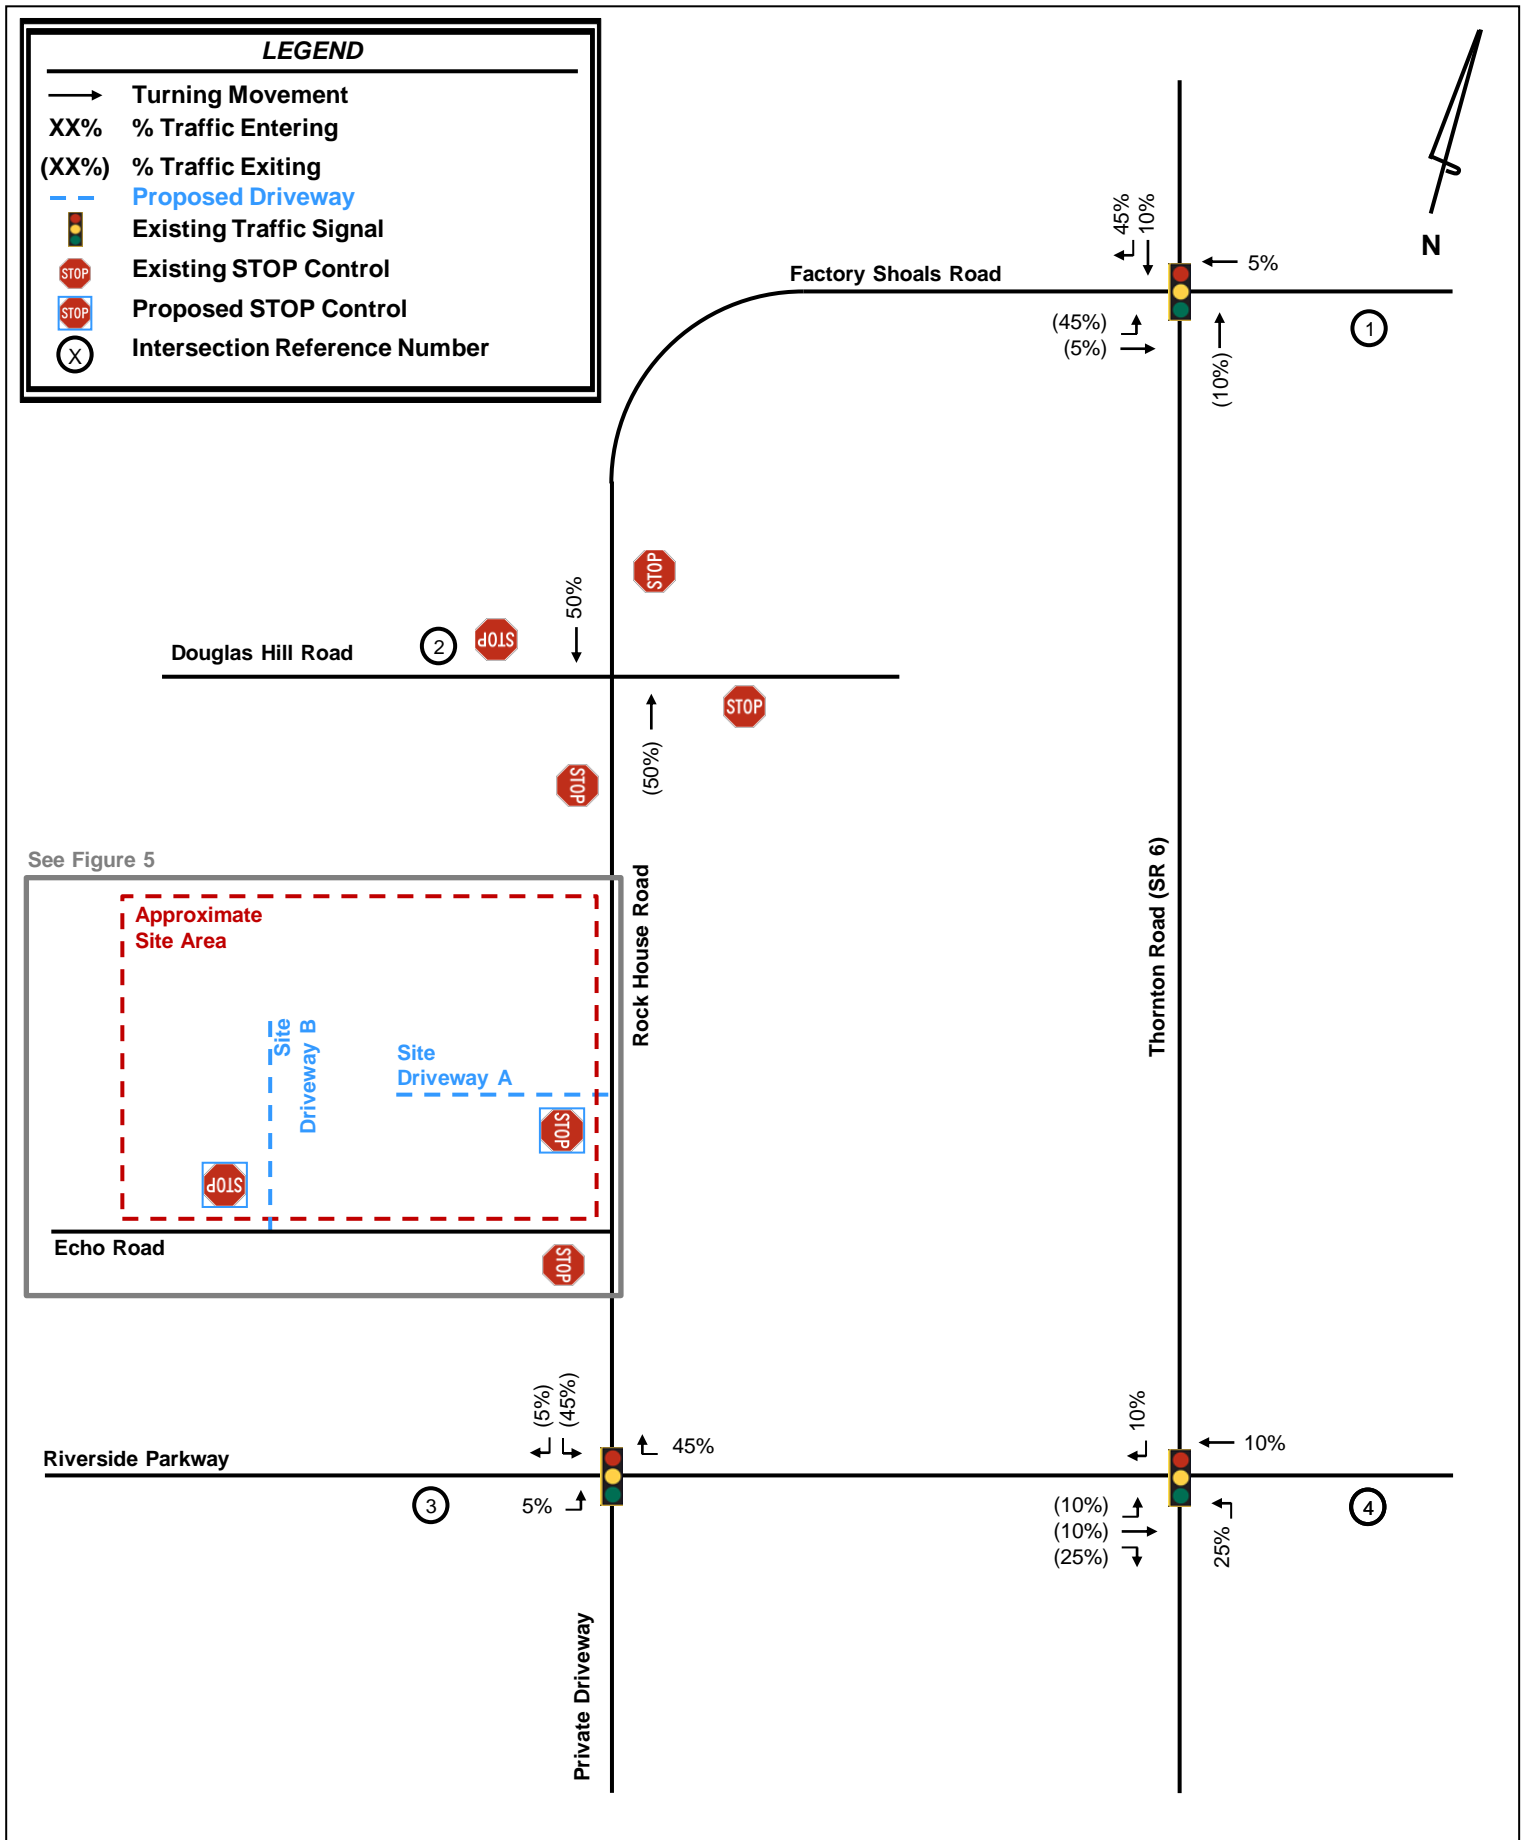 LEGEND
Turning Movement
XX% % Traffic Entering
(XX%) % Traffic Exiting
Proposed Driveway
Existing Traffic Signal
STOP Existing STOP Control
STOP Proposed STOP Control
X Intersection Reference Number
N
45%
10%
5%
Factory Shoals Road
(45%)
(5%)
(10%)
1
STOP
50%
Douglas Hill Road
2
STOP
STOP
(50%)
STOP
See Figure 5
Approximate
Site Area
Rock House Road
Thornton Road (SR 6)
Site
Driveway B
Site
Driveway A
STOP
STOP
Echo Road
STOP
(5%)
(45%)
45%
Riverside Parkway
5%
3
10%
10%
(10%)
(10%)
(25%)
25%
4
Private Driveway